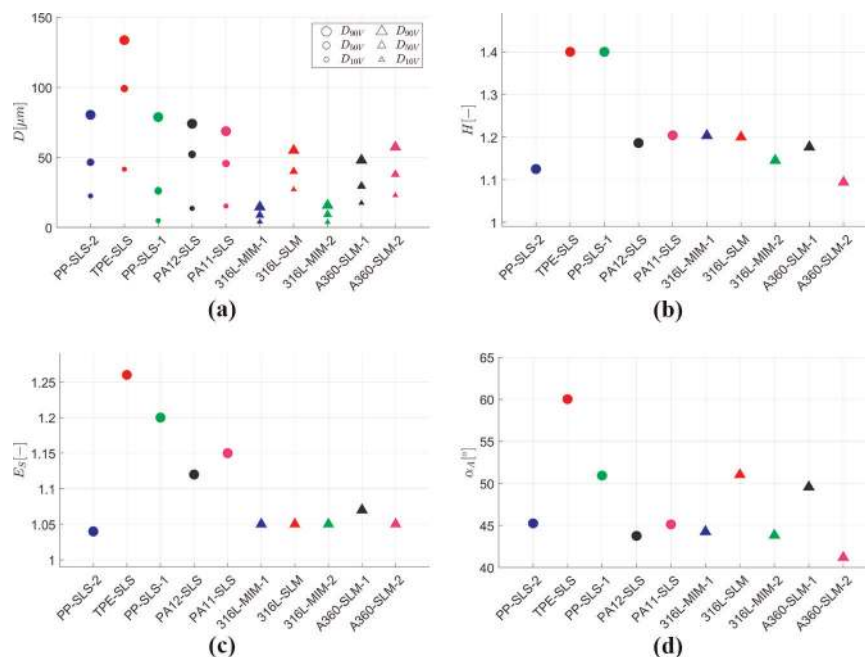 150
100
50
0
D[μm]
D90V D90V
D50V D50V
D10V D10V
PP-SLS-2
TPE-SLS
PP-SLS-1
PA12-SLS
PA11-SLS
316L-MIM-1
316L-SLM
316L-MIM-2
A360-SLM-1
A360-SLM-2
(a)
1.4
1.3
1.2
1.1
1
H[−]
PP-SLS-2
TPE-SLS
PP-SLS-1
PA12-SLS
PA11-SLS
316L-MIM-1
316L-SLM
316L-MIM-2
A360-SLM-1
A360-SLM-2
(b)
1.25
1.2
1.15
1.1
1.05
1
ES[−]
PP-SLS-2
TPE-SLS
PP-SLS-1
PA12-SLS
PA11-SLS
316L-MIM-1
316L-SLM
316L-MIM-2
A360-SLM-1
A360-SLM-2
(c)
65
60
55
50
45
40
αA[°]
PP-SLS-2
TPE-SLS
PP-SLS-1
PA12-SLS
PA11-SLS
316L-MIM-1
316L-SLM
316L-MIM-2
A360-SLM-1
A360-SLM-2
(d)